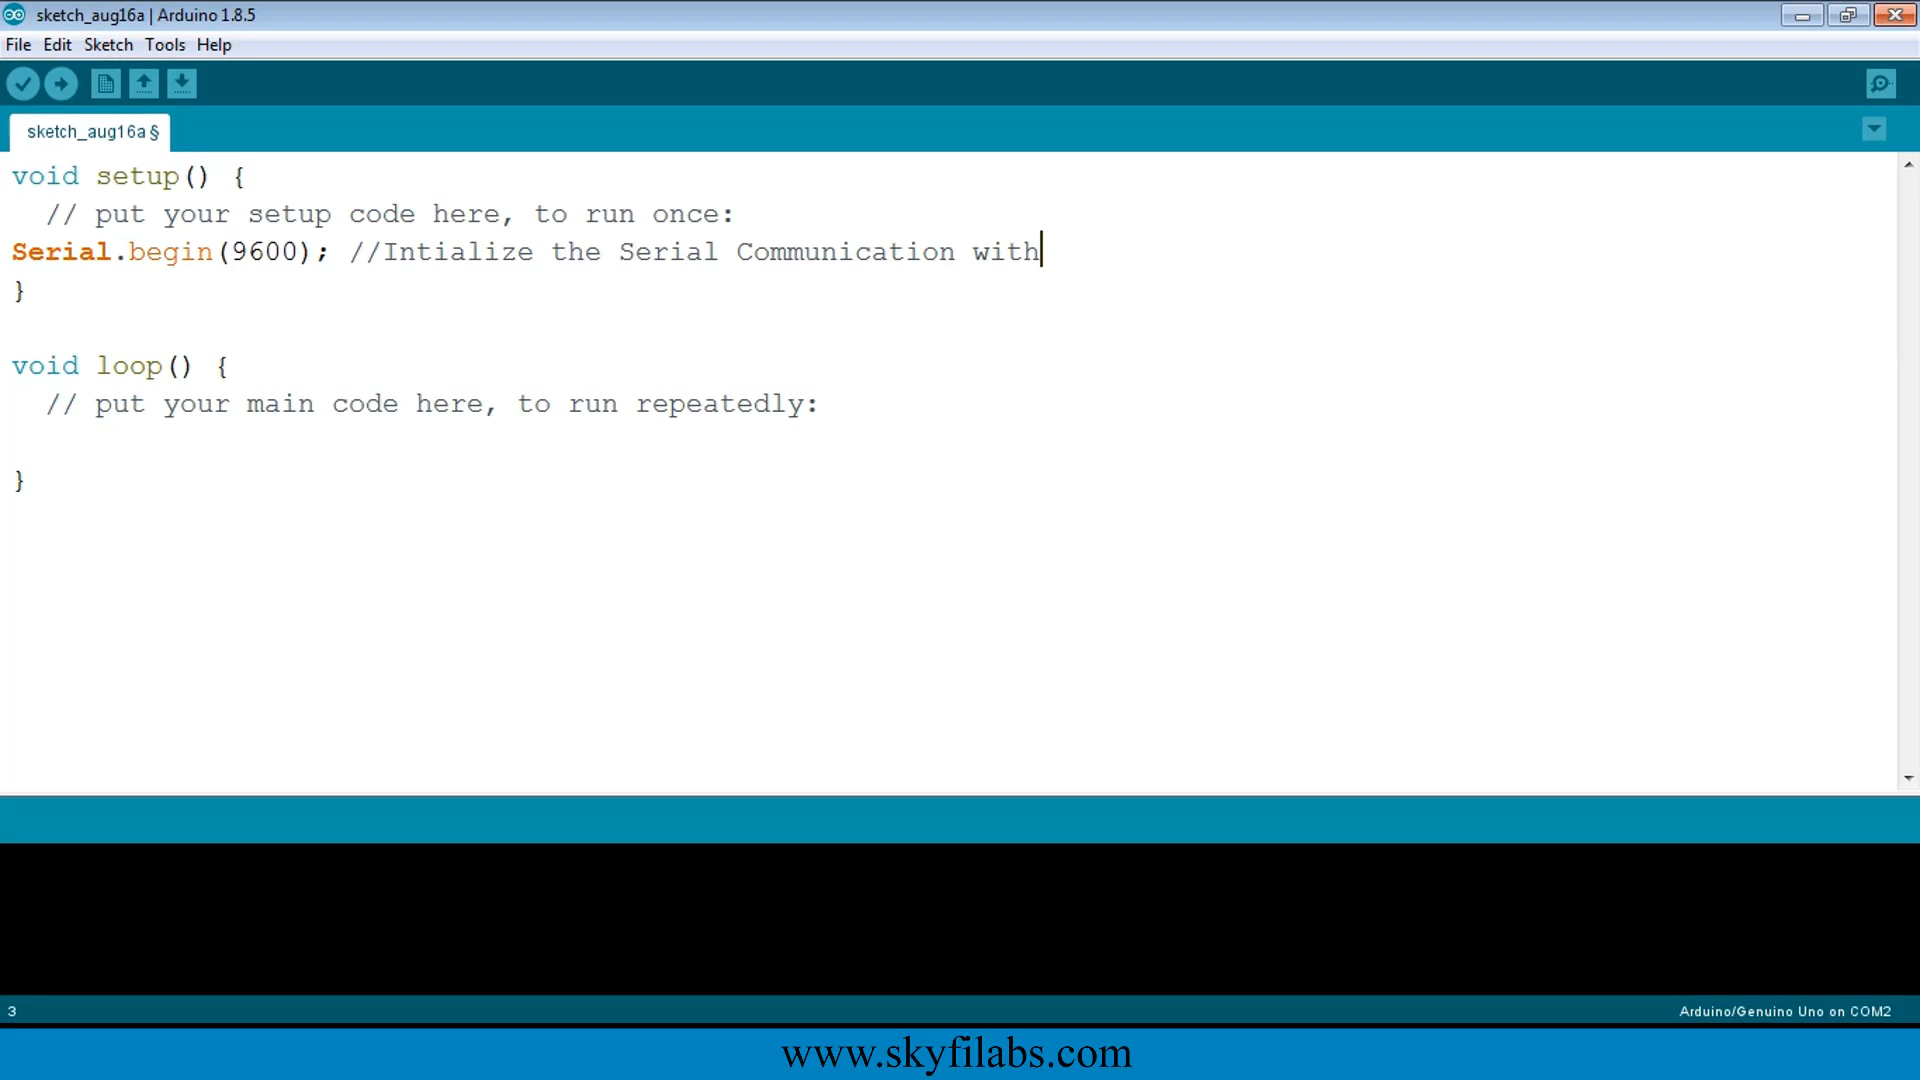 sketch_aug16a | Arduino 1.8.5
File Edit Sketch Tools Help
sketch_aug16a §
void setup() {
  // put your setup code here, to run once:
Serial.begin(9600); //Intialize the Serial Communication with
}
void loop() {
  // put your main code here, to run repeatedly:
}
3
Arduino/Genuino Uno on COM2
www.skyfilabs.com